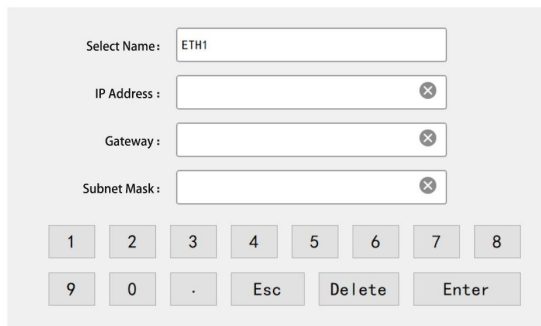 Select Name: ETH1
IP Address :
Gateway :
Subnet Mask :
1 2 3 4 5 6 7 8
9 0 . Esc Delete Enter